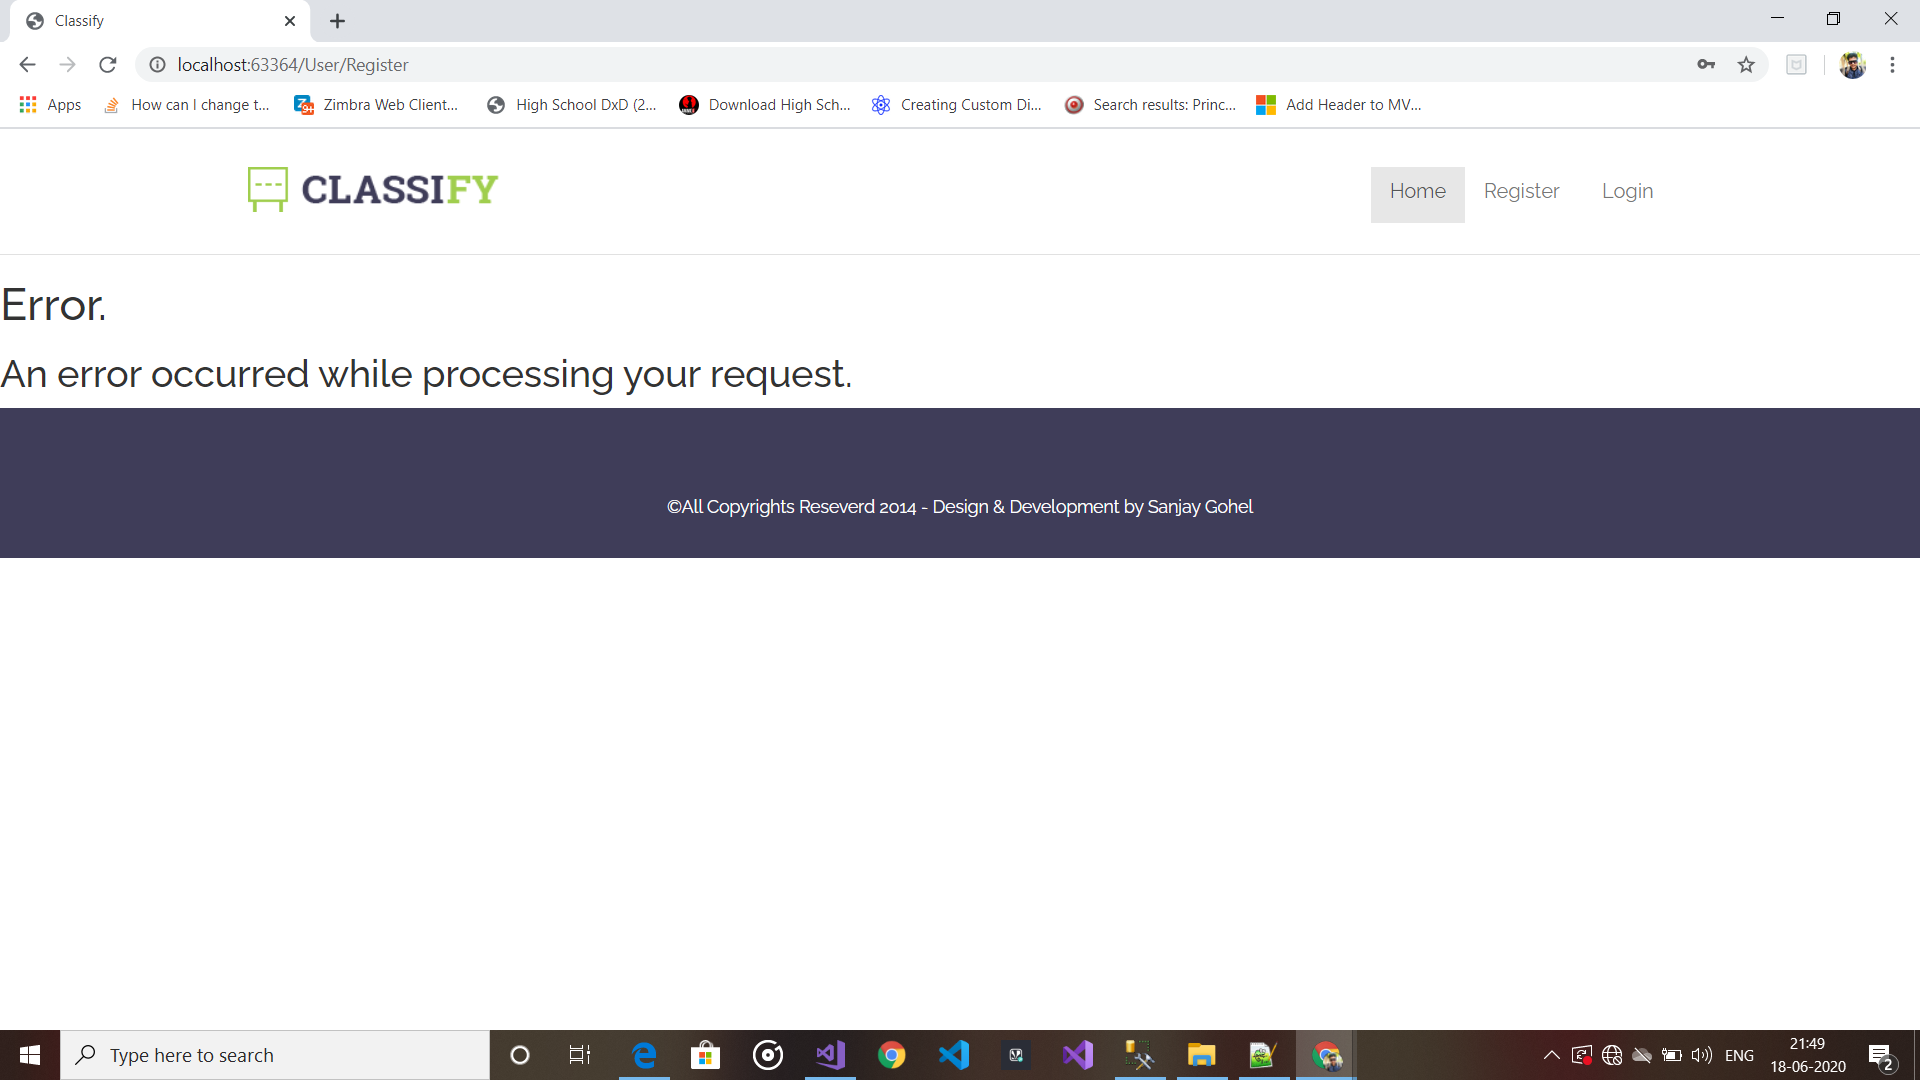 Classify
localhost:63364/User/Register
Apps
How can I change t...
Zimbra Web Client...
High School DxD (2...
Download High Sch...
Creating Custom Di...
Search results: Princ...
Add Header to MV...
CLASSIFY
Home
Register
Login
Error.
An error occurred while processing your request.
©All Copyrights Reseverd 2014 - Design & Development by Sanjay Gohel
Type here to search
ENG
21:49
18-06-2020
2